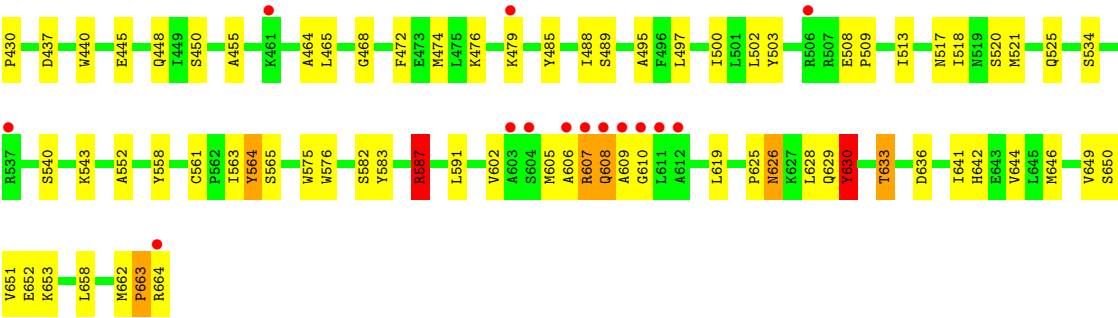 P430 D437 W440 E445 Q448 I449 S450 A455 K461 A464 L465 G468 F472 E473 M474 L475 K476 K479 Y485 I488 S489 A495 F496 L497 I500 L501 L502 Y503 R506 R507 E508 P509 I513 N517 I518 N519 S520 M521 Q525 S534
R537 S540 K543 A552 Y558 C561 P562 I563 Y564 S565 W575 W576 S582 Y583 R587 L591 V602 A603 S604 M605 A606 R607 Q608 A609 G610 L611 A612 L619 P625 N626 K627 L628 Q629 Y630 T633 D636 I641 H642 E643 V644 L645 M646 V649 S650
V651 E652 K653 L658 M662 P663 R664